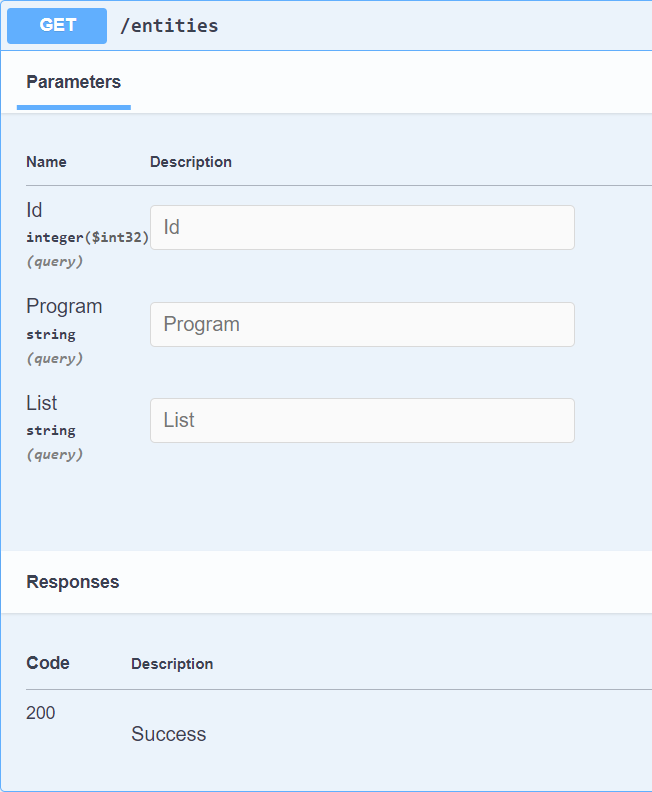 GET /entities
Parameters
Name Description
Id
integer($int32)
(query)
Id
Program
string
(query)
Program
List
string
(query)
List
Responses
Code Description
200
Success